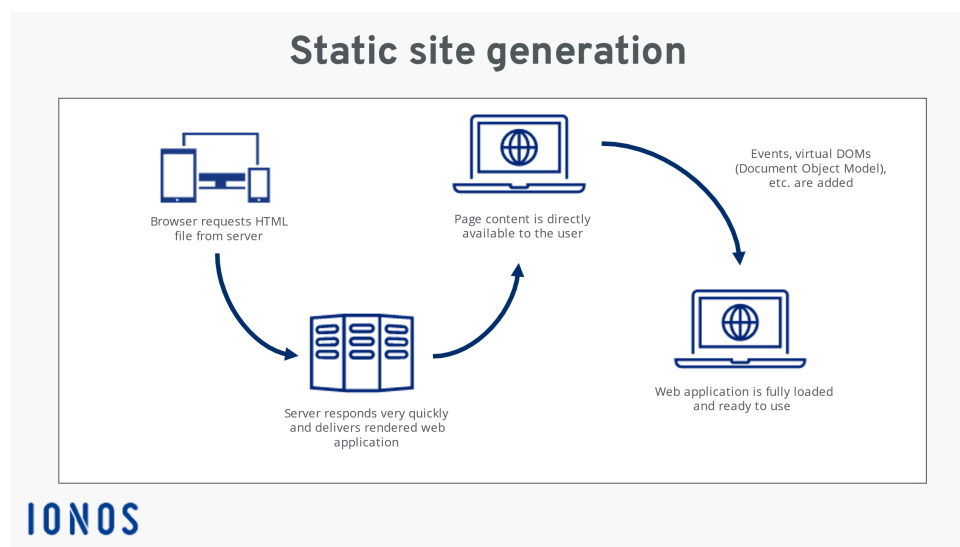 Static site generation
Browser requests HTML
file from server
Server responds very quickly
and delivers rendered web
application
Page content is directly
available to the user
Events, virtual DOMs
(Document Object Model),
etc. are added
Web application is fully loaded
and ready to use
IONOS